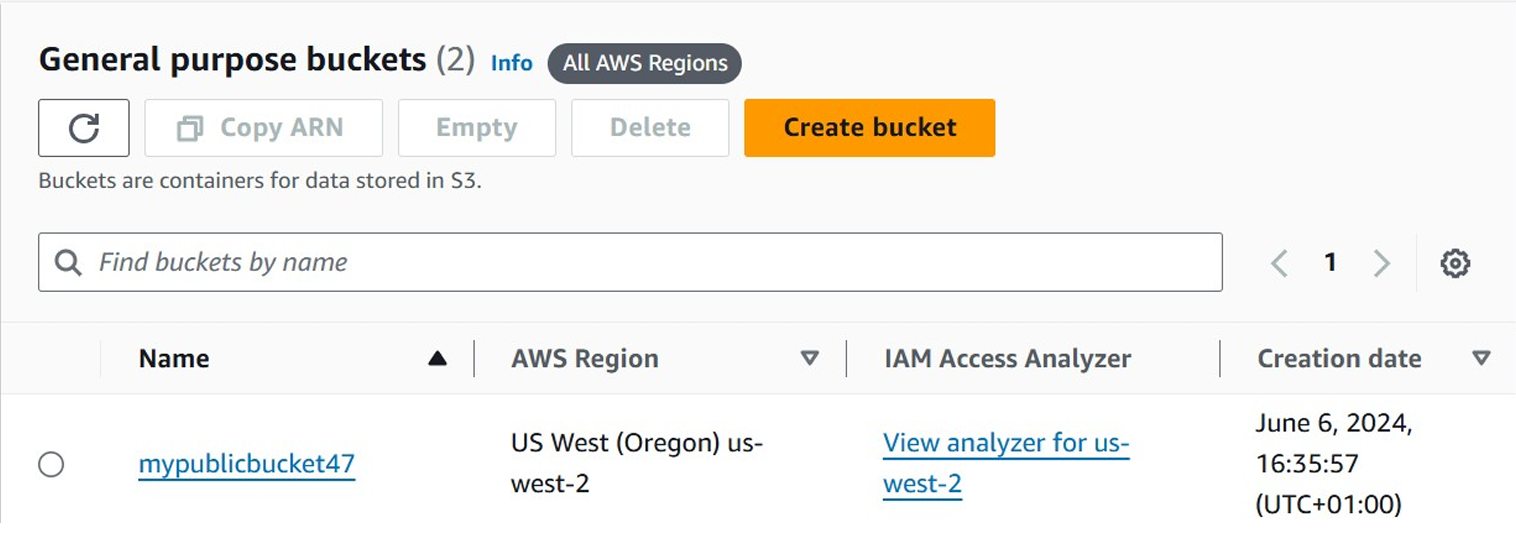 General purpose buckets (2) Info All AWS Regions
Copy ARN Empty Delete Create bucket
Buckets are containers for data stored in S3.
Find buckets by name 1
Name AWS Region IAM Access Analyzer Creation date
mypublicbucket47
US West (Oregon) us-
west-2
View analyzer for us-
west-2
June 6, 2024,
16:35:57
(UTC+01:00)